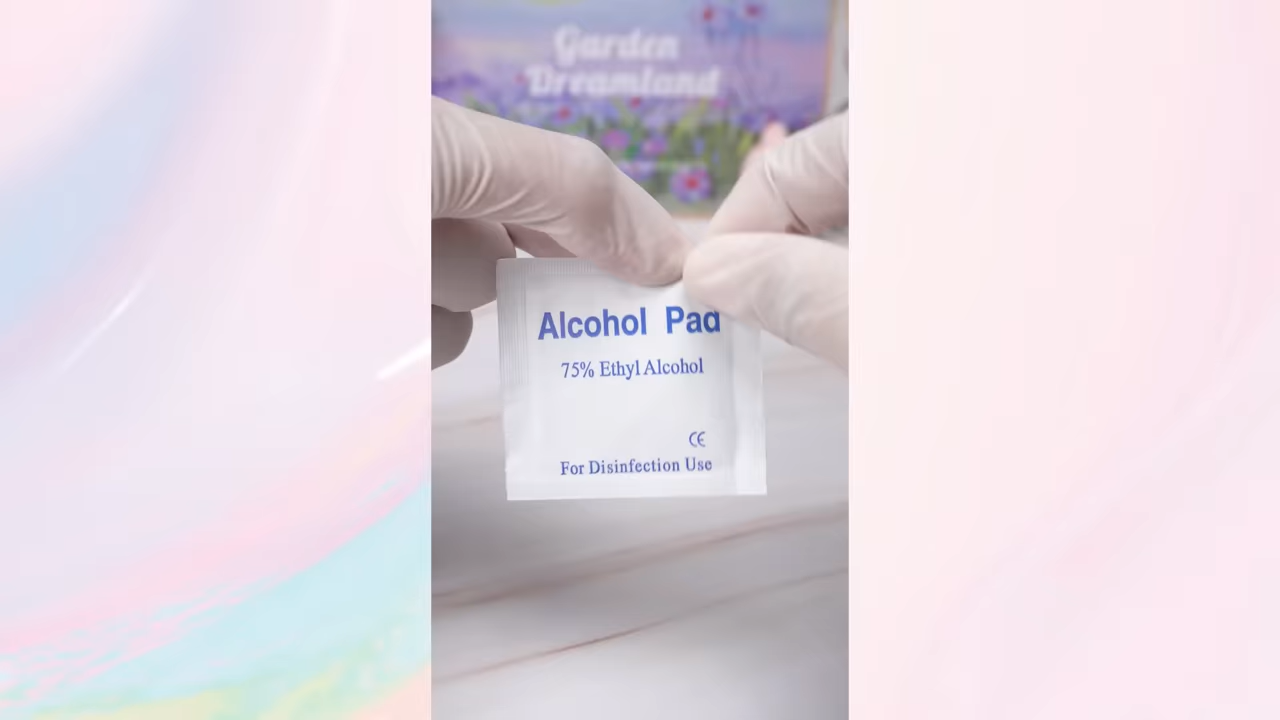 Garden
Dreamland
Alcohol Pad
75% Ethyl Alcohol
CE
For Disinfection Use